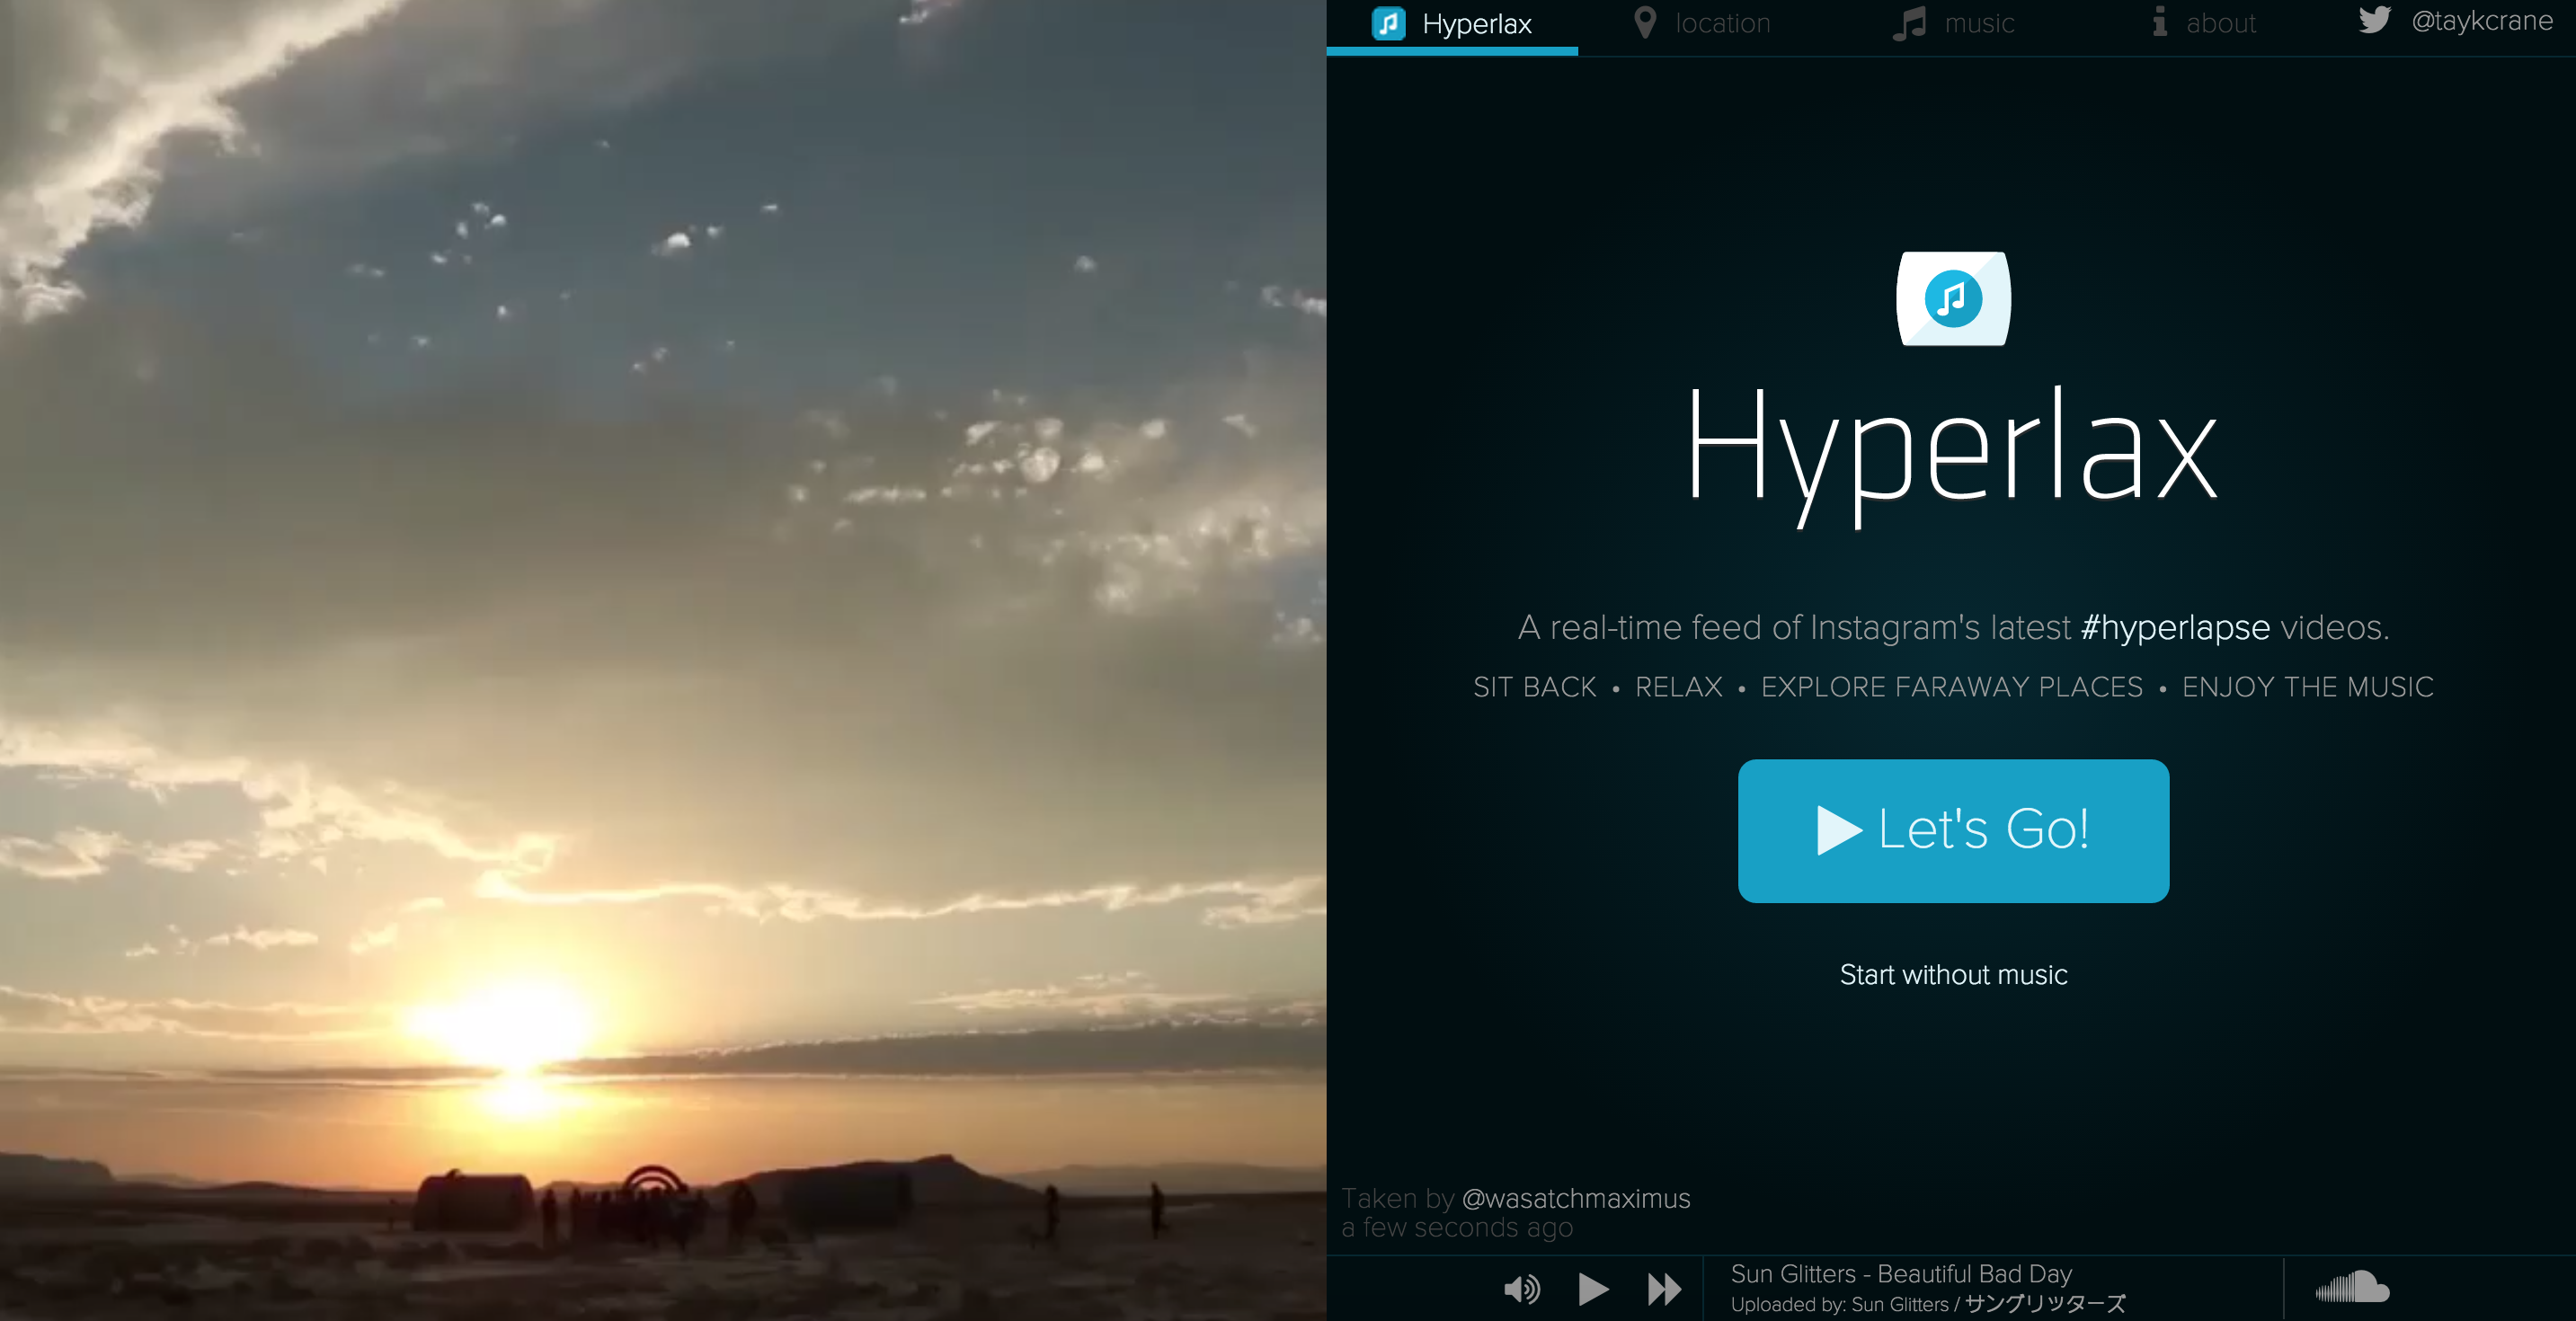 Hyperlax
location
music
about
@taykcrane
Hyperlax
A real-time feed of Instagram's latest #hyperlapse videos.
SIT BACK • RELAX • EXPLORE FARAWAY PLACES • ENJOY THE MUSIC
Let's Go!
Start without music
Taken by @wasatchmaximus
a few seconds ago
Sun Glitters - Beautiful Bad Day
Uploaded by: Sun Glitters / サングリッターズ